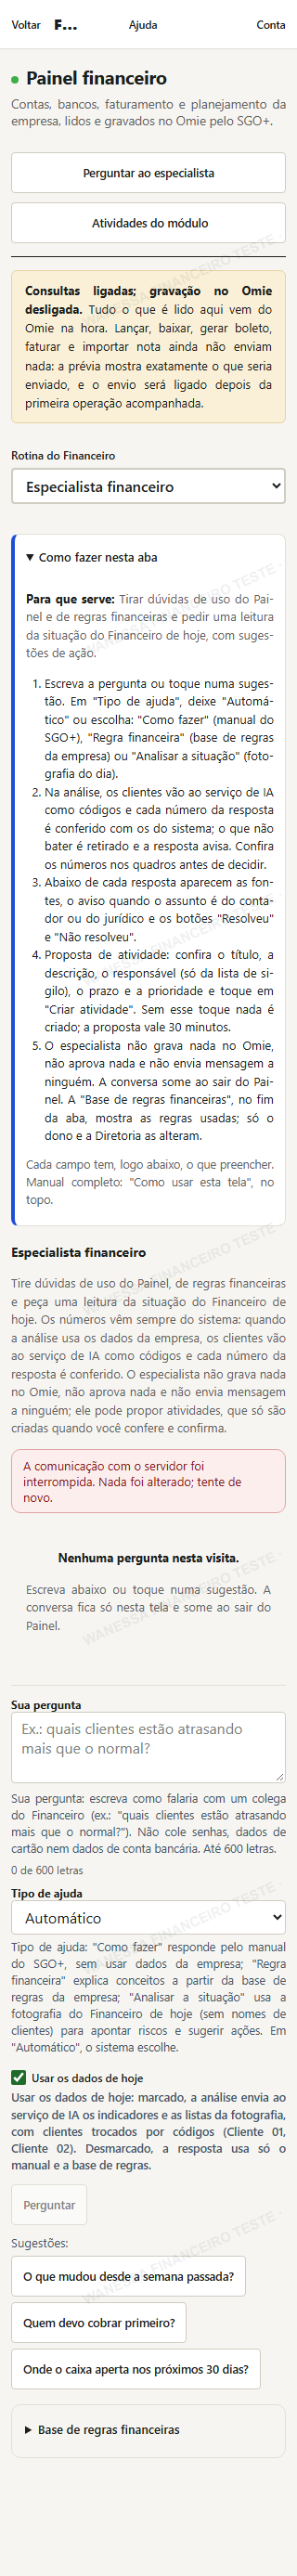 Voltar F... Ajuda Conta
Painel financeiro
Contas, bancos, faturamento e planejamento da
empresa, lidos e gravados no Omie pelo SGO+.
Perguntar ao especialista
Atividades do módulo
WANESSA FINANCEIRO TESTE ·
Consultas ligadas; gravação no Omie
desligada. Tudo o que é lido aqui vem do
Omie na hora. Lançar, baixar, gerar boleto,
faturar e importar nota ainda não enviam
nada: a prévia mostra exatamente o que seria
enviado, e o envio será ligado depois da
primeira operação acompanhada.
Rotina do Financeiro
Especialista financeiro
▼ Como fazer nesta aba
WANESSA FINANCEIRO TESTE ·
Para que serve: Tirar dúvidas de uso do Pai-
nel e de regras financeiras e pedir uma leitura
da situação do Financeiro de hoje, com suges-
tões de ação.
1. Escreva a pergunta ou toque numa suges-
tão. Em "Tipo de ajuda", deixe "Automá-
tico" ou escolha: "Como fazer" (manual do
SGO+), "Regra financeira" (base de regras
da empresa) ou "Analisar a situação" (foto-
grafia do dia).
2. Na análise, os clientes vão ao serviço de IA
como códigos e cada número da resposta
é conferido com os do sistema; o que não
bater é retirado e a resposta avisa. Confira
os números nos quadros antes de decidir.
3. Abaixo de cada resposta aparecem as fon-
tes, o aviso quando o assunto é do conta-
dor ou do jurídico e os botões "Resolveu"
e "Não resolveu".
WANESSA FINANCEIRO TESTE ·
4. Proposta de atividade: confira o título, a
descrição, o responsável (só da lista de si-
gilo), o prazo e a prioridade e toque em
"Criar atividade". Sem esse toque nada é
criado; a proposta vale 30 minutos.
5. O especialista não grava nada no Omie,
não aprova nada e não envia mensagem a
ninguém. A conversa some ao sair do Pai-
nel. A "Base de regras financeiras", no fim
da aba, mostra as regras usadas; só o
dono e a Diretoria as alteram.
Cada campo tem, logo abaixo, o que preencher.
Manual completo: "Como usar esta tela", no
topo.
WANESSA FINANCEIRO TESTE ·
Especialista financeiro
Tire dúvidas de uso do Painel, de regras financeiras
e peça uma leitura da situação do Financeiro de
hoje. Os números vêm sempre do sistema: quando
a análise usa os dados da empresa, os clientes vão
ao serviço de IA como códigos e cada número da
resposta é conferido. O especialista não grava nada
no Omie, não aprova nada e não envia mensagem
a ninguém; ele pode propor atividades, que só são
criadas quando você confere e confirma.
A comunicação com o servidor foi
interrompida. Nada foi alterado; tente de
novo.
Nenhuma pergunta nesta visita.
WANESSA FINANCEIRO TESTE ·
Escreva abaixo ou toque numa sugestão. A
conversa fica só nesta tela e some ao sair do
Painel.
Sua pergunta
Ex.: quais clientes estão atrasando
mais que o normal?
Sua pergunta: escreva como falaria com um colega
do Financeiro (ex.: "quais clientes estão atrasando
mais que o normal?"). Não cole senhas, dados de
cartão nem dados de conta bancária. Até 600 letras.
0 de 600 letras
Tipo de ajuda
Automático
WANESSA FINANCEIRO TESTE ·
Tipo de ajuda: "Como fazer" responde pelo manual
do SGO+, sem usar dados da empresa; "Regra
financeira" explica conceitos a partir da base de
regras da empresa; "Analisar a situação" usa a
fotografia do Financeiro de hoje (sem nomes de
clientes) para apontar riscos e sugerir ações. Em
"Automático", o sistema escolhe.
Usar os dados de hoje
Usar os dados de hoje: marcado, a análise envia ao
serviço de IA os indicadores e as listas da fotografia,
com clientes trocados por códigos (Cliente 01,
Cliente 02). Desmarcado, a resposta usa só o
manual e a base de regras.
Perguntar
WANESSA FINANCEIRO TESTE ·
Sugestões:
O que mudou desde a semana passada?
Quem devo cobrar primeiro?
Onde o caixa aperta nos próximos 30 dias?
▶ Base de regras financeiras